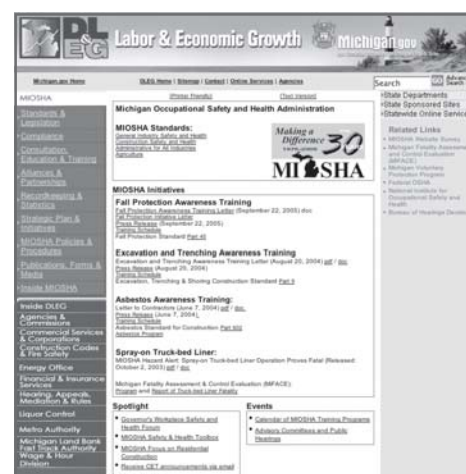 DL&EG
Labor & Economic Growth
Michigan.gov
Michigan.gov Home
DLEG Home | Sitemap | Contact | Online Services | Agencies
Search
GO
Search
MIOSHA
(Printer Friendly)
(Text Version)
Standards & Legislation
Compliance
Consultation, Education & Training
Alliances & Partnerships
Recordkeeping & Statistics
Strategic Plan & Initiatives
MIOSHA Policies & Procedures
Publications, Forms & Media
Inside MIOSHA
Inside DLEG
Agencies & Commissions
Commercial Services & Corporations
Construction Codes & Fire Safety
Energy Office
Financial & Insurance Services
Hearing, Appeals, Mediation & Rules
Liquor Control
Metro Authority
Michigan Land Bank Fast Track Authority
Wage & Hour Division
Michigan Occupational Safety and Health Administration
MIOSHA Standards:
General Industry Safety and Health
Construction Safety and Health
Administrative for All Industries
Agriculture
Making a
Difference
30
MIOSHA
MIOSHA Initiatives
Fall Protection Awareness Training
Fall Protection Awareness Training Letter (September 22, 2005) doc
Fall Protection Initiative Letter
Press Release (September 22, 2005)
Training Schedule
Fall Protection Standard Part 45
Excavation and Trenching Awareness Training
Excavation and Trenching Awareness Training Letter (August 20, 2004) pdf / doc
Press Release (August 20, 2004)
Training Schedule
Excavation, Trenching & Shoring Construction Standard Part 9
Asbestos Awareness Training:
Letter to Contractors (June 7, 2004) pdf / doc
Press Release (June 7, 2004)
Training Schedule
Asbestos Standard for Construction Part 602
Asbestos Program
Spray-on Truck-bed Liner:
MIOSHA Hazard Alert: Spray-on Truck-bed Liner Operation Proves Fatal (Released:
October 2, 2003) pdf / doc
Michigan Fatality Assessment & Control Evaluation (MIFACE)
Program and Report of Truck-bed Liner Fatality
Spotlight
Governor's Workplace Safety and Health Forum
MIOSHA Safety & Health Toolbox
MIOSHA Focus on Residential Construction
Receive CET announcements via email
Events
Calendar of MIOSHA Training Programs
Advisory Committees and Public Hearings
State Departments
State Sponsored Sites
Statewide Online Service
Related Links
MIOSHA Website Survey
Michigan Fatality Assessment and Control Evaluation (MIFACE)
Michigan Voluntary Protection Program
Federal OSHA
National Institute for Occupational Safety and Health
Bureau of Hearings